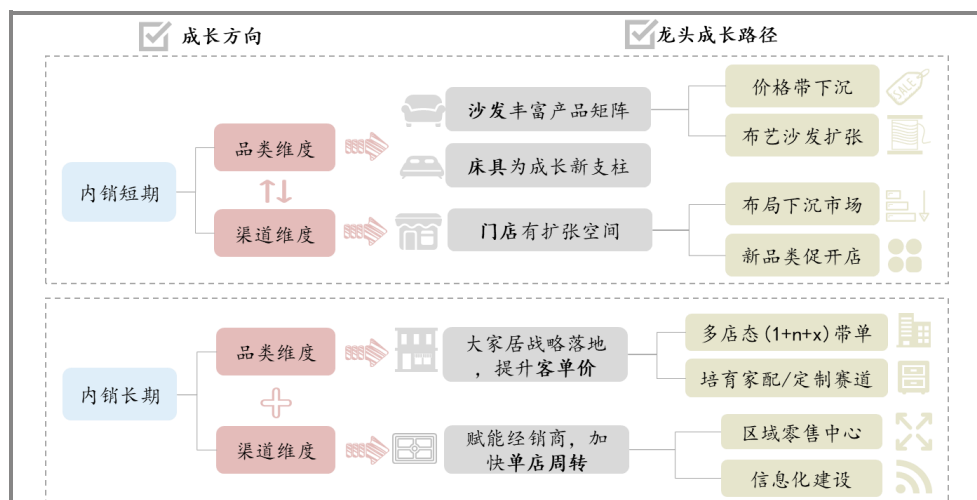 成长方向
龙头成长路径
内销短期
品类维度
渠道维度
沙发丰富产品矩阵
床具为成长新支柱
门店有扩张空间
价格带下沉
SALE
布艺沙发扩张
布局下沉市场
新品类促开店
内销长期
品类维度
渠道维度
大家居战略落地
,提升客单价
赋能经销商,加
快单店周转
多店态(1+n+x)带单
培育家配/定制赛道
区域零售中心
信息化建设